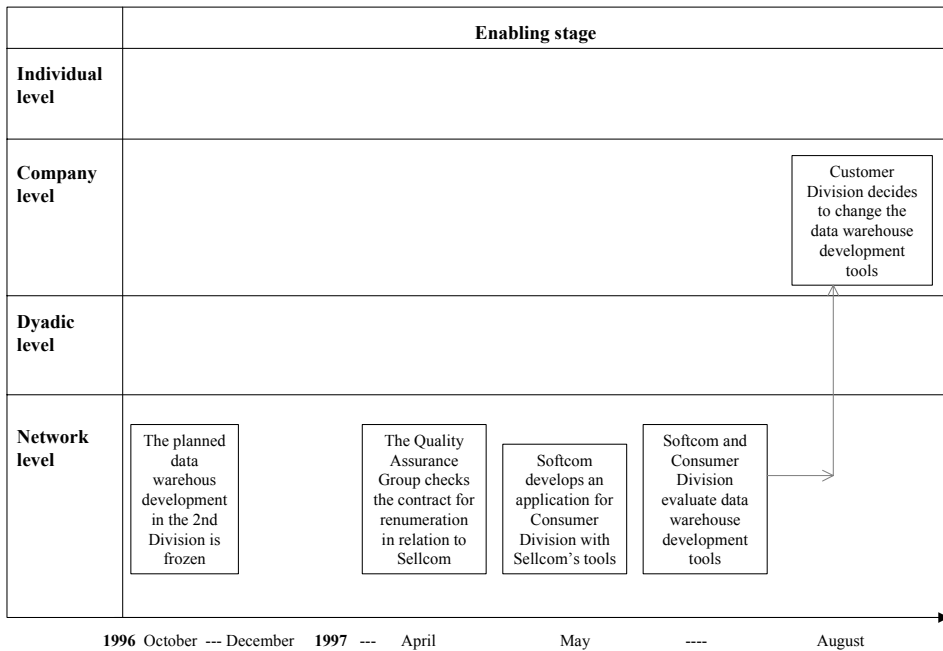 Enabling stage
Individual
level
Company
level
Customer
Division decides
to change the
data warehouse
development
tools
Dyadic
level
Network
level
The planned
data
warehous
development
in the 2nd
Division is
frozen
The Quality
Assurance
Group checks
the contract for
renumeration
in relation to
Sellcom
Softcom
develops an
application for
Consumer
Division with
Sellcom’s tools
Softcom and
Consumer
Division
evaluate data
warehouse
development
tools
1996 October --- December 1997 --- April May ---- August